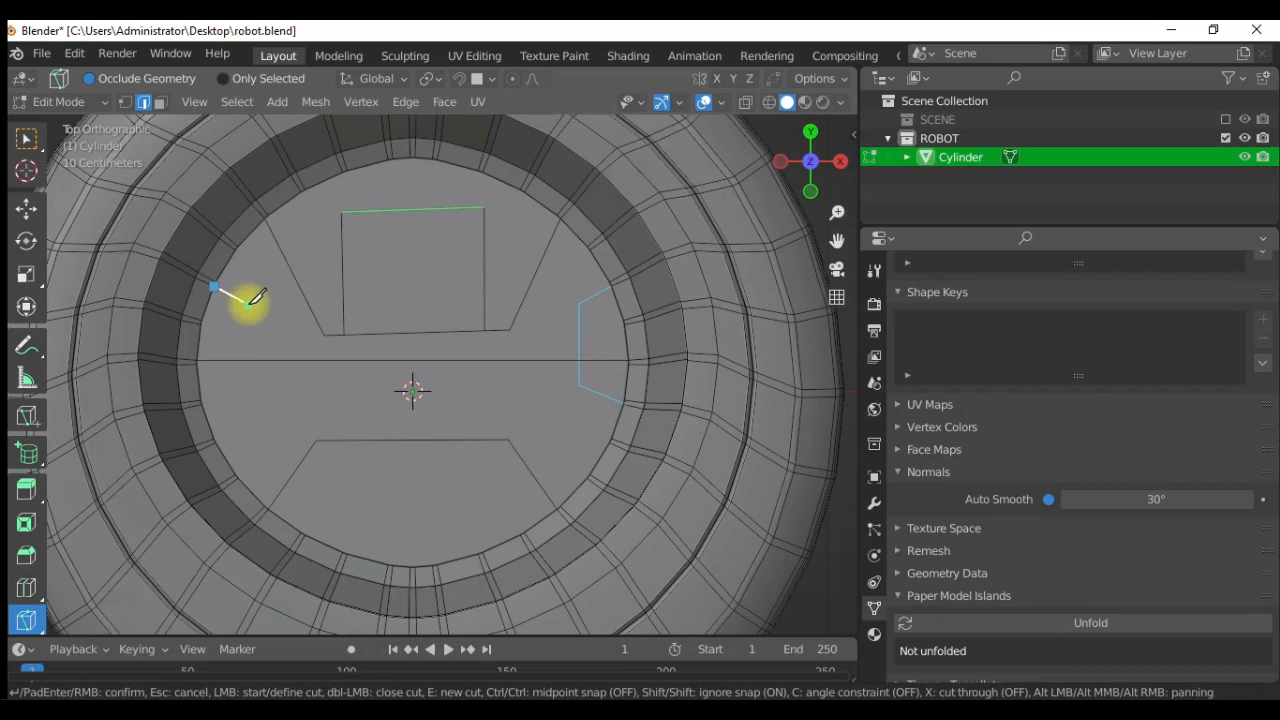 Blender* [C:\Users\Administrator\Desktop\robot.blend]
File Edit Render Window Help Layout Modeling Sculpting UV Editing Texture Paint Shading Animation Rendering Compositing Scene View Layer
Occlude Geometry Only Selected Global X Y Z Options
Edit Mode View Select Add Mesh Vertex Edge Face UV
Scene Collection
SCENE
ROBOT
Cylinder
Top Orthographic
(1) Cylinder
10 Centimeters
Y
Z X
Shape Keys
UV Maps
Vertex Colors
Face Maps
Normals
Auto Smooth 30°
Texture Space
Remesh
Geometry Data
Paper Model Islands
Unfold
Not unfolded
Playback Keying View Marker 1 Start 1 End 250
1 50 100 150 200 250
↵/PadEnter/RMB: confirm, Esc: cancel, LMB: start/define cut, dbl-LMB: close cut, E: new cut, Ctrl/Ctrl: midpoint snap (OFF), Shift/Shift: ignore snap (ON), C: angle constraint (OFF), X: cut through (OFF), Alt LMB/Alt MMB/Alt RMB: panning